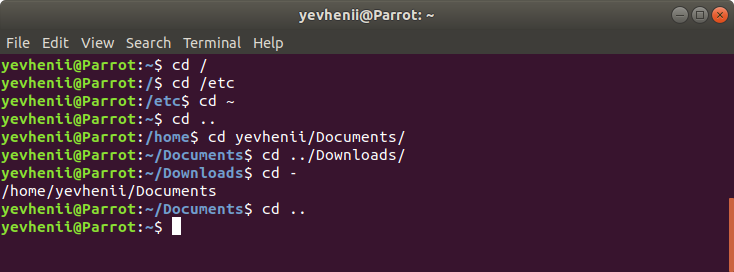 yevhenii@Parrot: ~
File Edit View Search Terminal Help
yevhenii@Parrot:~$ cd /
yevhenii@Parrot:/$ cd /etc
yevhenii@Parrot:/etc$ cd ~
yevhenii@Parrot:~$ cd ..
yevhenii@Parrot:/home$ cd yevhenii/Documents/
yevhenii@Parrot:~/Documents$ cd ../Downloads/
yevhenii@Parrot:~/Downloads$ cd -
/home/yevhenii/Documents
yevhenii@Parrot:~/Documents$ cd ..
yevhenii@Parrot:~$